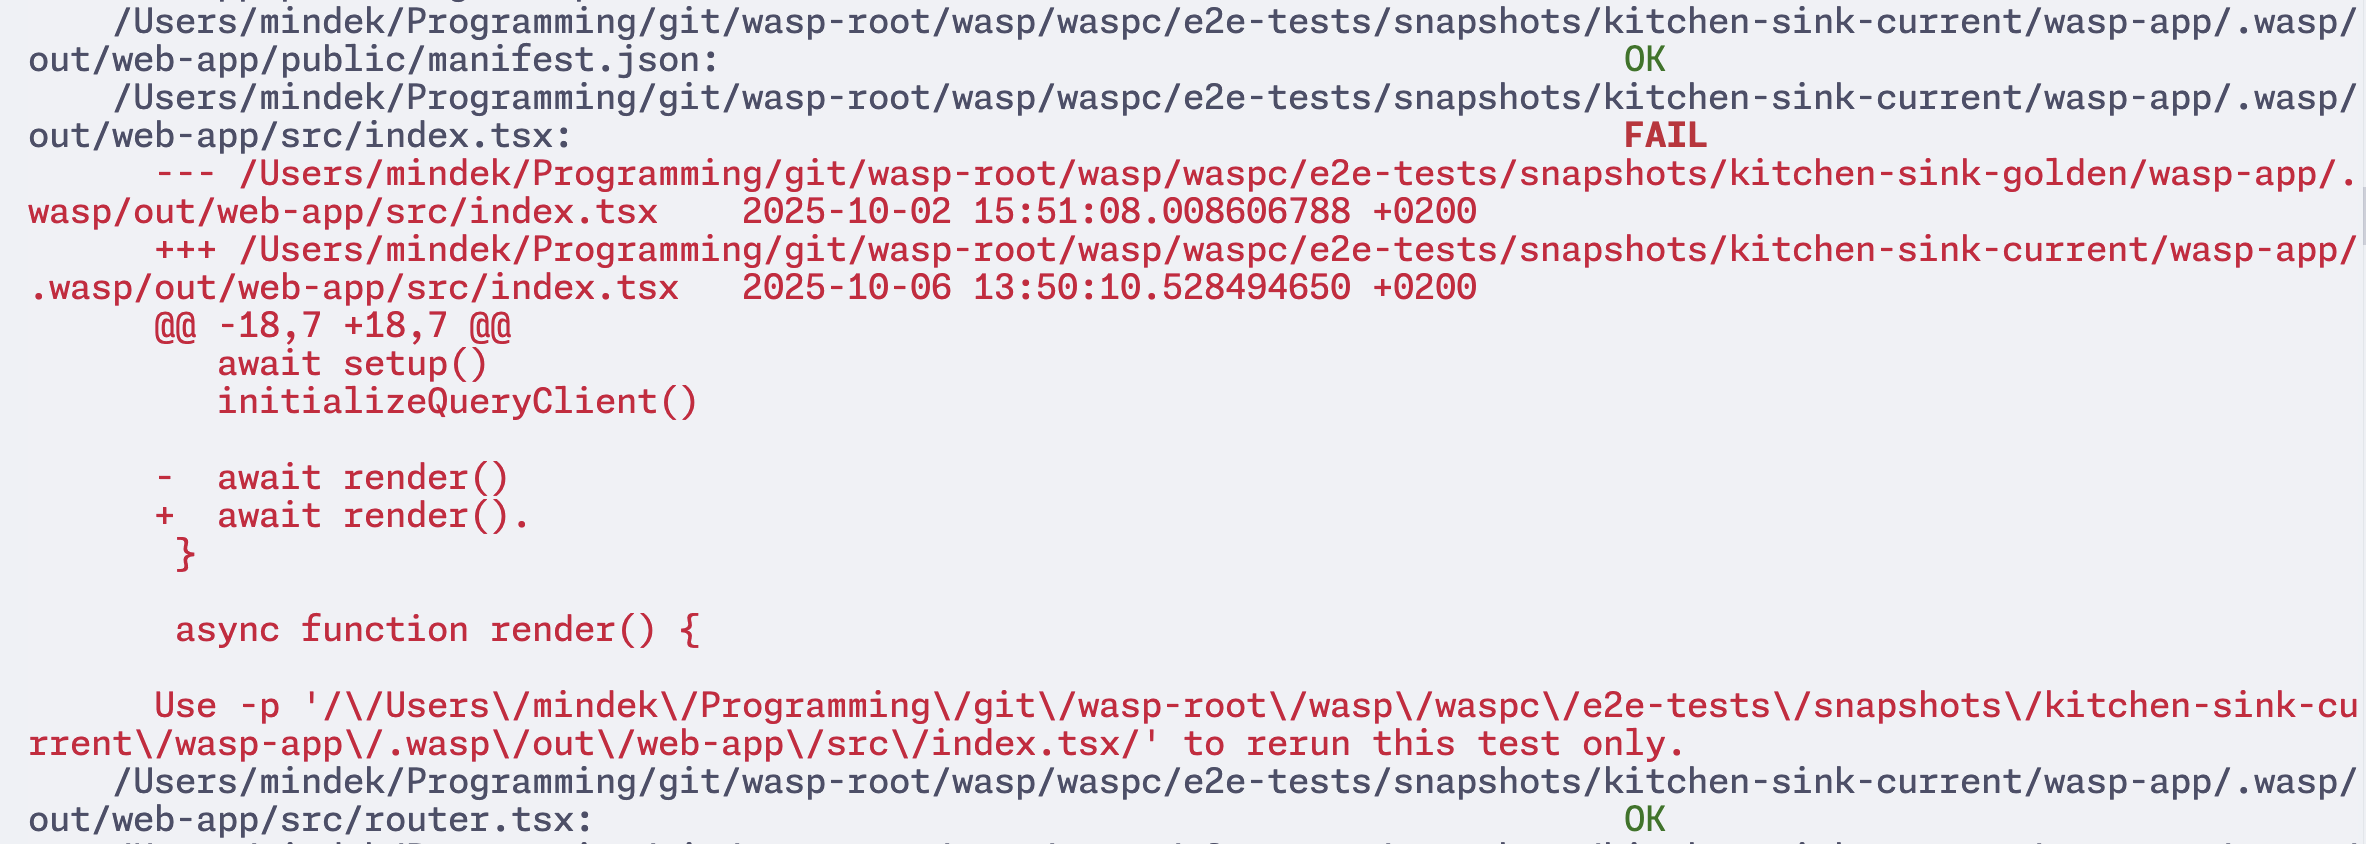 /Users/mindek/Programming/git/wasp-root/wasp/waspc/e2e-tests/snapshots/kitchen-sink-current/wasp-app/.wasp/
out/web-app/public/manifest.json: OK
/Users/mindek/Programming/git/wasp-root/wasp/waspc/e2e-tests/snapshots/kitchen-sink-current/wasp-app/.wasp/
out/web-app/src/index.tsx: FAIL
--- /Users/mindek/Programming/git/wasp-root/wasp/waspc/e2e-tests/snapshots/kitchen-sink-golden/wasp-app/.
wasp/out/web-app/src/index.tsx 2025-10-02 15:51:08.008606788 +0200
+++ /Users/mindek/Programming/git/wasp-root/wasp/waspc/e2e-tests/snapshots/kitchen-sink-current/wasp-app/
.wasp/out/web-app/src/index.tsx 2025-10-06 13:50:10.528494650 +0200
@@ -18,7 +18,7 @@
await setup()
initializeQueryClient()
- await render()
+ await render().
}
async function render() {
Use -p '/\/Users\/mindek\/Programming\/git\/wasp-root\/wasp\/waspc\/e2e-tests\/snapshots\/kitchen-sink-cu
rrent\/wasp-app\/.wasp\/out\/web-app\/src\/index.tsx/' to rerun this test only.
/Users/mindek/Programming/git/wasp-root/wasp/waspc/e2e-tests/snapshots/kitchen-sink-current/wasp-app/.wasp/
out/web-app/src/router.tsx: OK